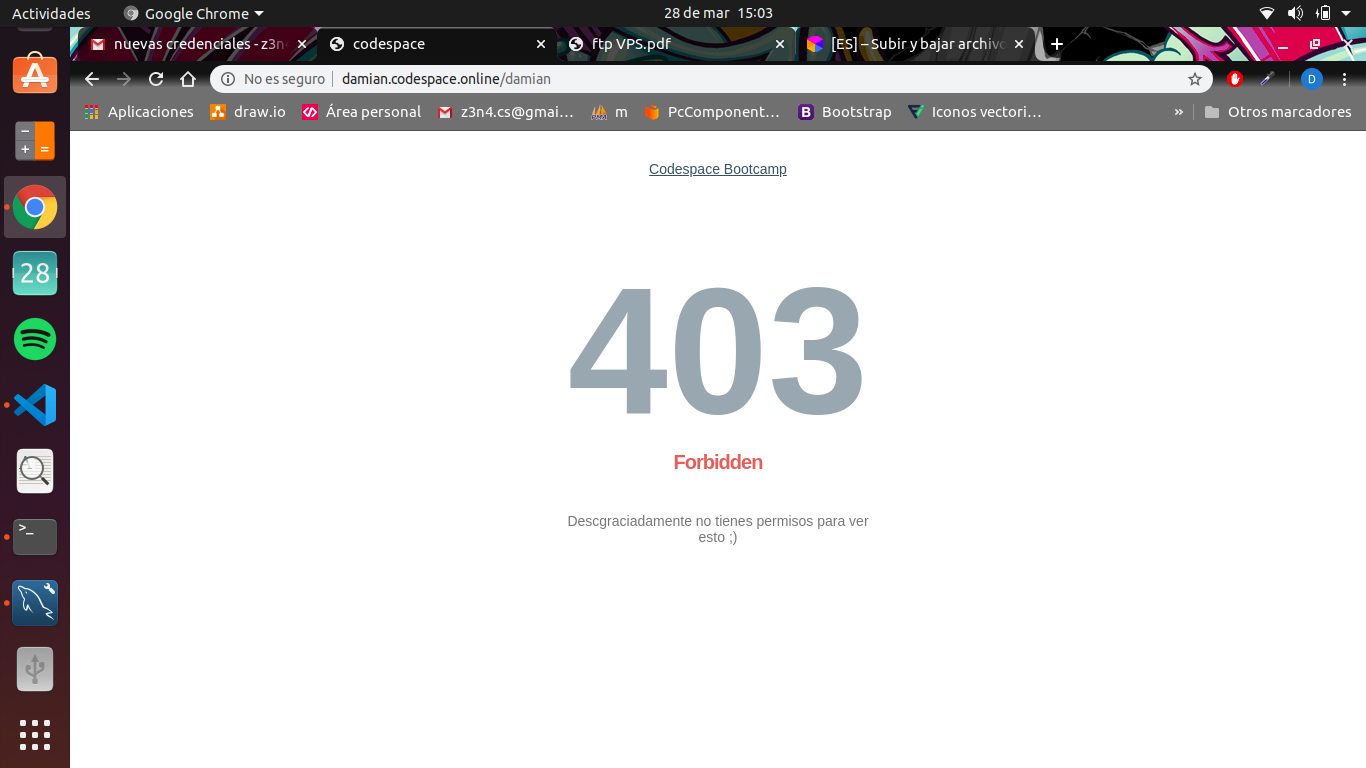 Actividades
Google Chrome
28 de mar 15:03
nuevas credenciales - z3n4
codespace
ftp VPS.pdf
[ES] – Subir y bajar archivo
No es seguro
damian.codespace.online/damian
D
Aplicaciones
draw.io
Área personal
z3n4.cs@gmai…
m
PcComponent…
B
Bootstrap
Iconos vectori…
»
Otros marcadores
28
>_
Codespace Bootcamp
403
Forbidden
Descgraciadamente no tienes permisos para ver
esto ;)